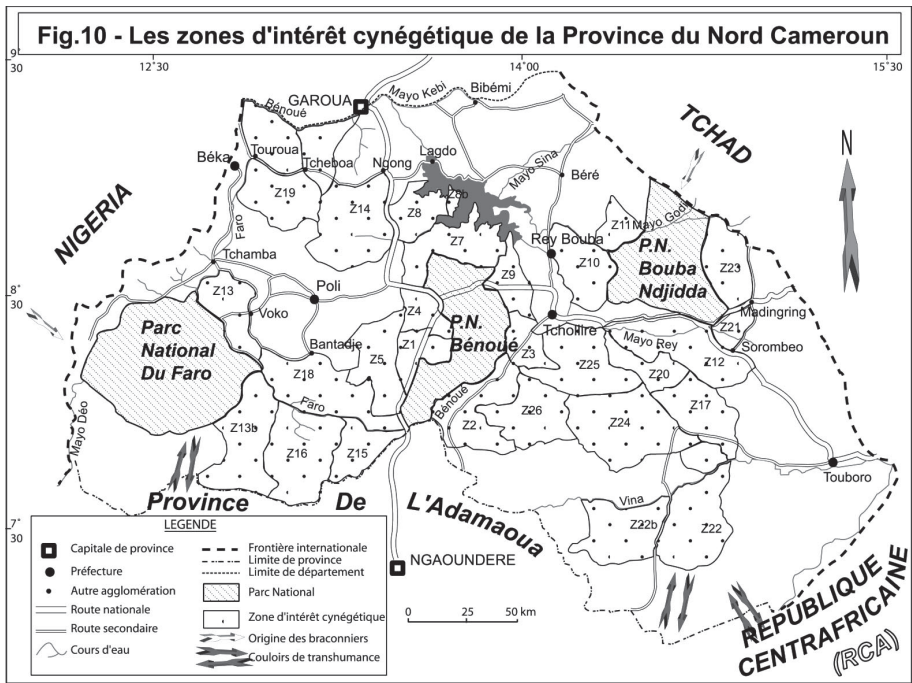 Fig.10 - Les zones d'intérêt cynégétique de la Province du Nord Cameroun
9°
30
12°30
14°00
15°30
GAROUA
Bénoué
Mayo Kebi
Bibémi
TCHAD
N
Béka
Touroua
Tcheboa
Ngong
Lagdo
Mayo Sina
Béré
NIGERIA
Z19
Z14
Z8
Z8b
Z11
Mayo Godi
Faro
Z7
Rey Bouba
Z10
P.N.
Bouba
Ndjidda
Z23
Tchamba
Z9
8°
30
Z13
Poli
Z4
P.N.
Bénoué
Madingring
Voko
Tchollire
Z21
Parc
National
Du Faro
Bantadje
Z1
Z5
Z3
Mayo Rey
Sorombeo
Z25
Z20
Z12
Z18
Faro
Bénoué
Z17
Mayo Déo
Z13b
Z2
Z26
Z24
Z16
Z15
Touboro
Province De L'Adamaoua
Vina
7°
30
Z22b
Z22
NGAOUNDERE
REPUBLIQUE
CENTRAFRICAINE
(RCA)
0 25 50 km
LEGENDE
Capitale de province
Préfecture
Autre agglomération
Route nationale
Route secondaire
Cours d'eau
Frontière internationale
Limite de province
Limite de département
Parc National
Zone d'intérêt cynégétique
Origine des braconniers
Couloirs de transhumance